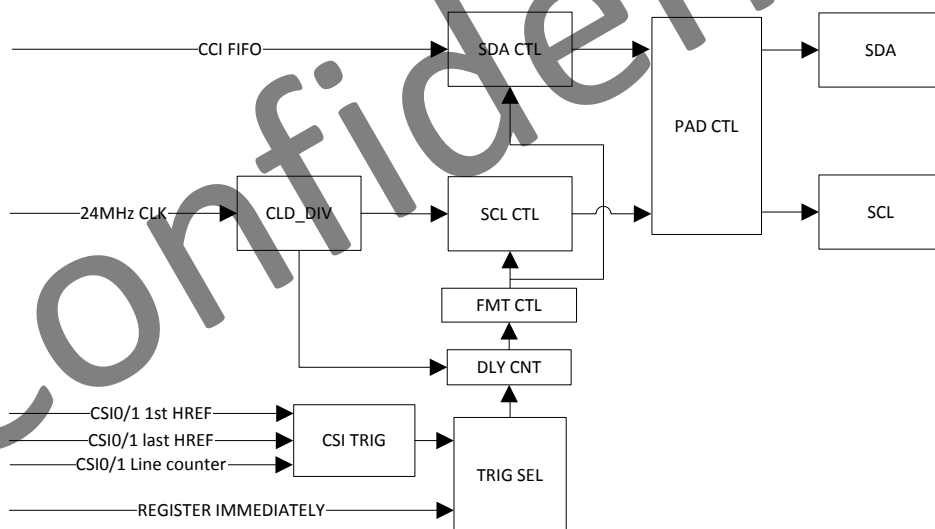 CCI FIFO
SDA CTL
SDA
PAD CTL
24MHz CLK
CLD_DIV
SCL CTL
SCL
FMT CTL
DLY CNT
CSI0/1 1st HREF
CSI0/1 last HREF
CSI TRIG
CSI0/1 Line counter
TRIG SEL
REGISTER IMMEDIATELY
Confiden